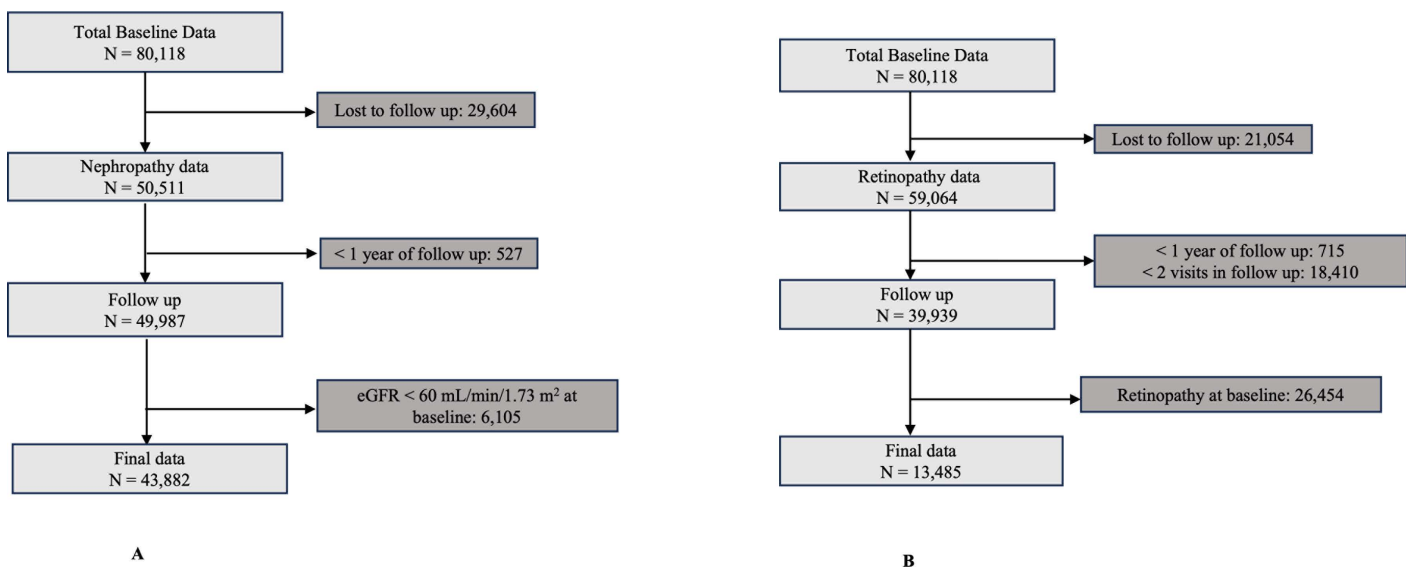 Total Baseline Data
N = 80,118
Lost to follow up: 29,604
Nephropathy data
N = 50,511
< 1 year of follow up: 527
Follow up
N = 49,987
eGFR < 60 mL/min/1.73 m² at
baseline: 6,105
Final data
N = 43,882
A
Total Baseline Data
N = 80,118
Lost to follow up: 21,054
Retinopathy data
N = 59,064
< 1 year of follow up: 715
< 2 visits in follow up: 18,410
Follow up
N = 39,939
Retinopathy at baseline: 26,454
Final data
N = 13,485
B